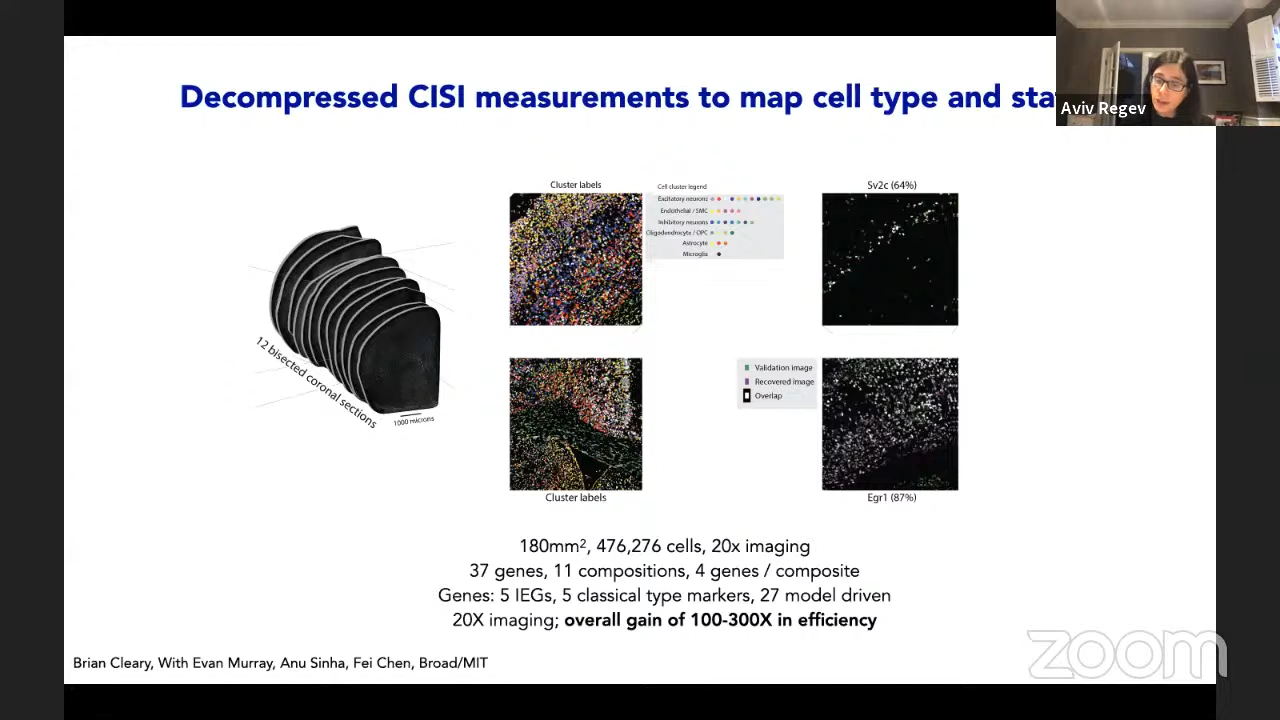 Decompressed CISI measurements to map cell type and sta
Aviv Regev
Cluster labels
Cell cluster legend
Excitatory neurons
Endothelial / SMC
Inhibitory neurons
Oligodendrocyte / OPC
Astrocyte
Microglia
Sv2c (64%)
12 bisected coronal sections
1000 microns
Validation image
Recovered image
Overlap
Cluster labels
Egr1 (87%)
180mm², 476,276 cells, 20x imaging
37 genes, 11 compositions, 4 genes / composite
Genes: 5 IEGs, 5 classical type markers, 27 model driven
20X imaging; overall gain of 100-300X in efficiency
Brian Cleary, With Evan Murray, Anu Sinha, Fei Chen, Broad/MIT
zoom